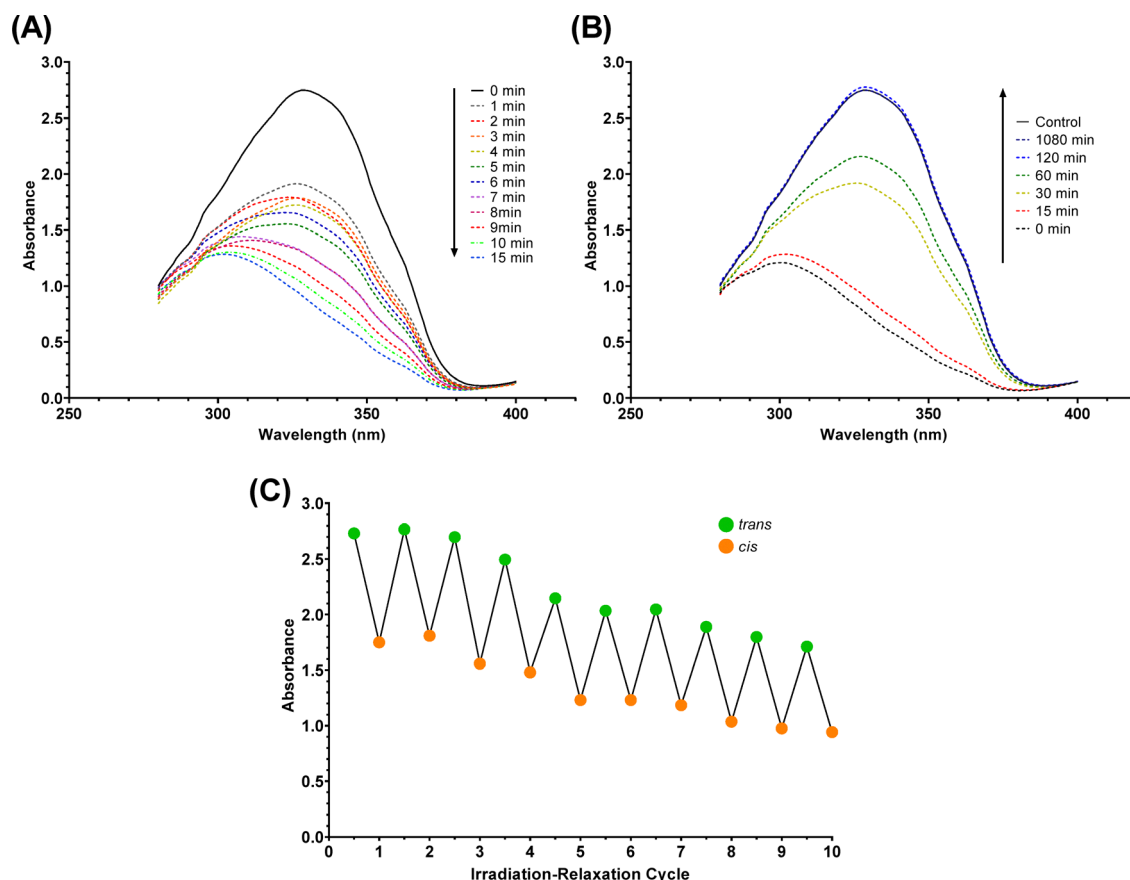 (A)
3.0
2.5
2.0
1.5
1.0
0.5
0.0
Absorbance
250
300
350
400
Wavelength (nm)
0 min
1 min
2 min
3 min
4 min
5 min
6 min
7 min
8min
9min
10 min
15 min
(B)
3.0
2.5
2.0
1.5
1.0
0.5
0.0
Absorbance
250
300
350
400
Wavelength (nm)
Control
1080 min
120 min
60 min
30 min
15 min
0 min
(C)
3.0
2.5
2.0
1.5
1.0
0.5
0.0
Absorbance
0 1 2 3 4 5 6 7 8 9 10
Irradiation-Relaxation Cycle
trans
cis